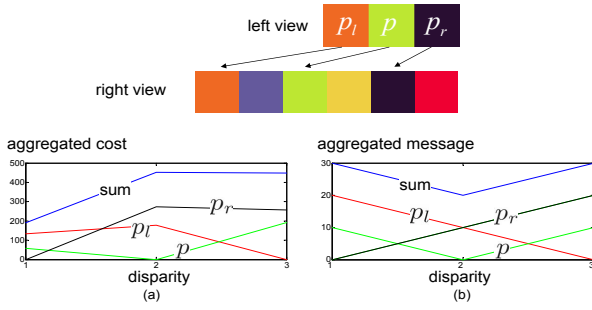 left view
p_l p p_r
right view
aggregated cost
500
400
300
200
100
0
sum
p_r
p_l
p
1 2 3
disparity
(a)
aggregated message
30
20
10
0
sum
p_l
p_r
p
1 2 3
disparity
(b)